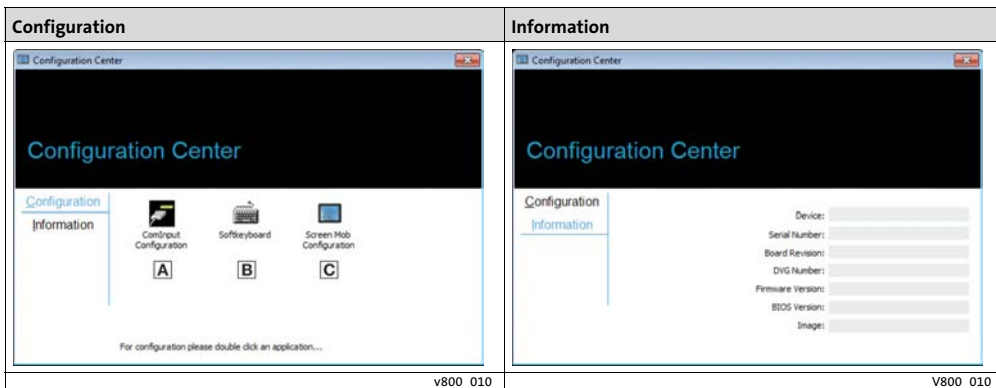 Configuration
Configuration Center
Configuration Center
Configuration
Information
ComInput
Configuration
Softkeyboard
Screen Mob
Configuration
A
B
C
For configuration please double click an application...
v800_010
Information
Configuration Center
Configuration Center
Configuration
Information
Device:
Serial Number:
Board Revision:
DVG Number:
Firmware Version:
BIOS Version:
Image:
V800_010